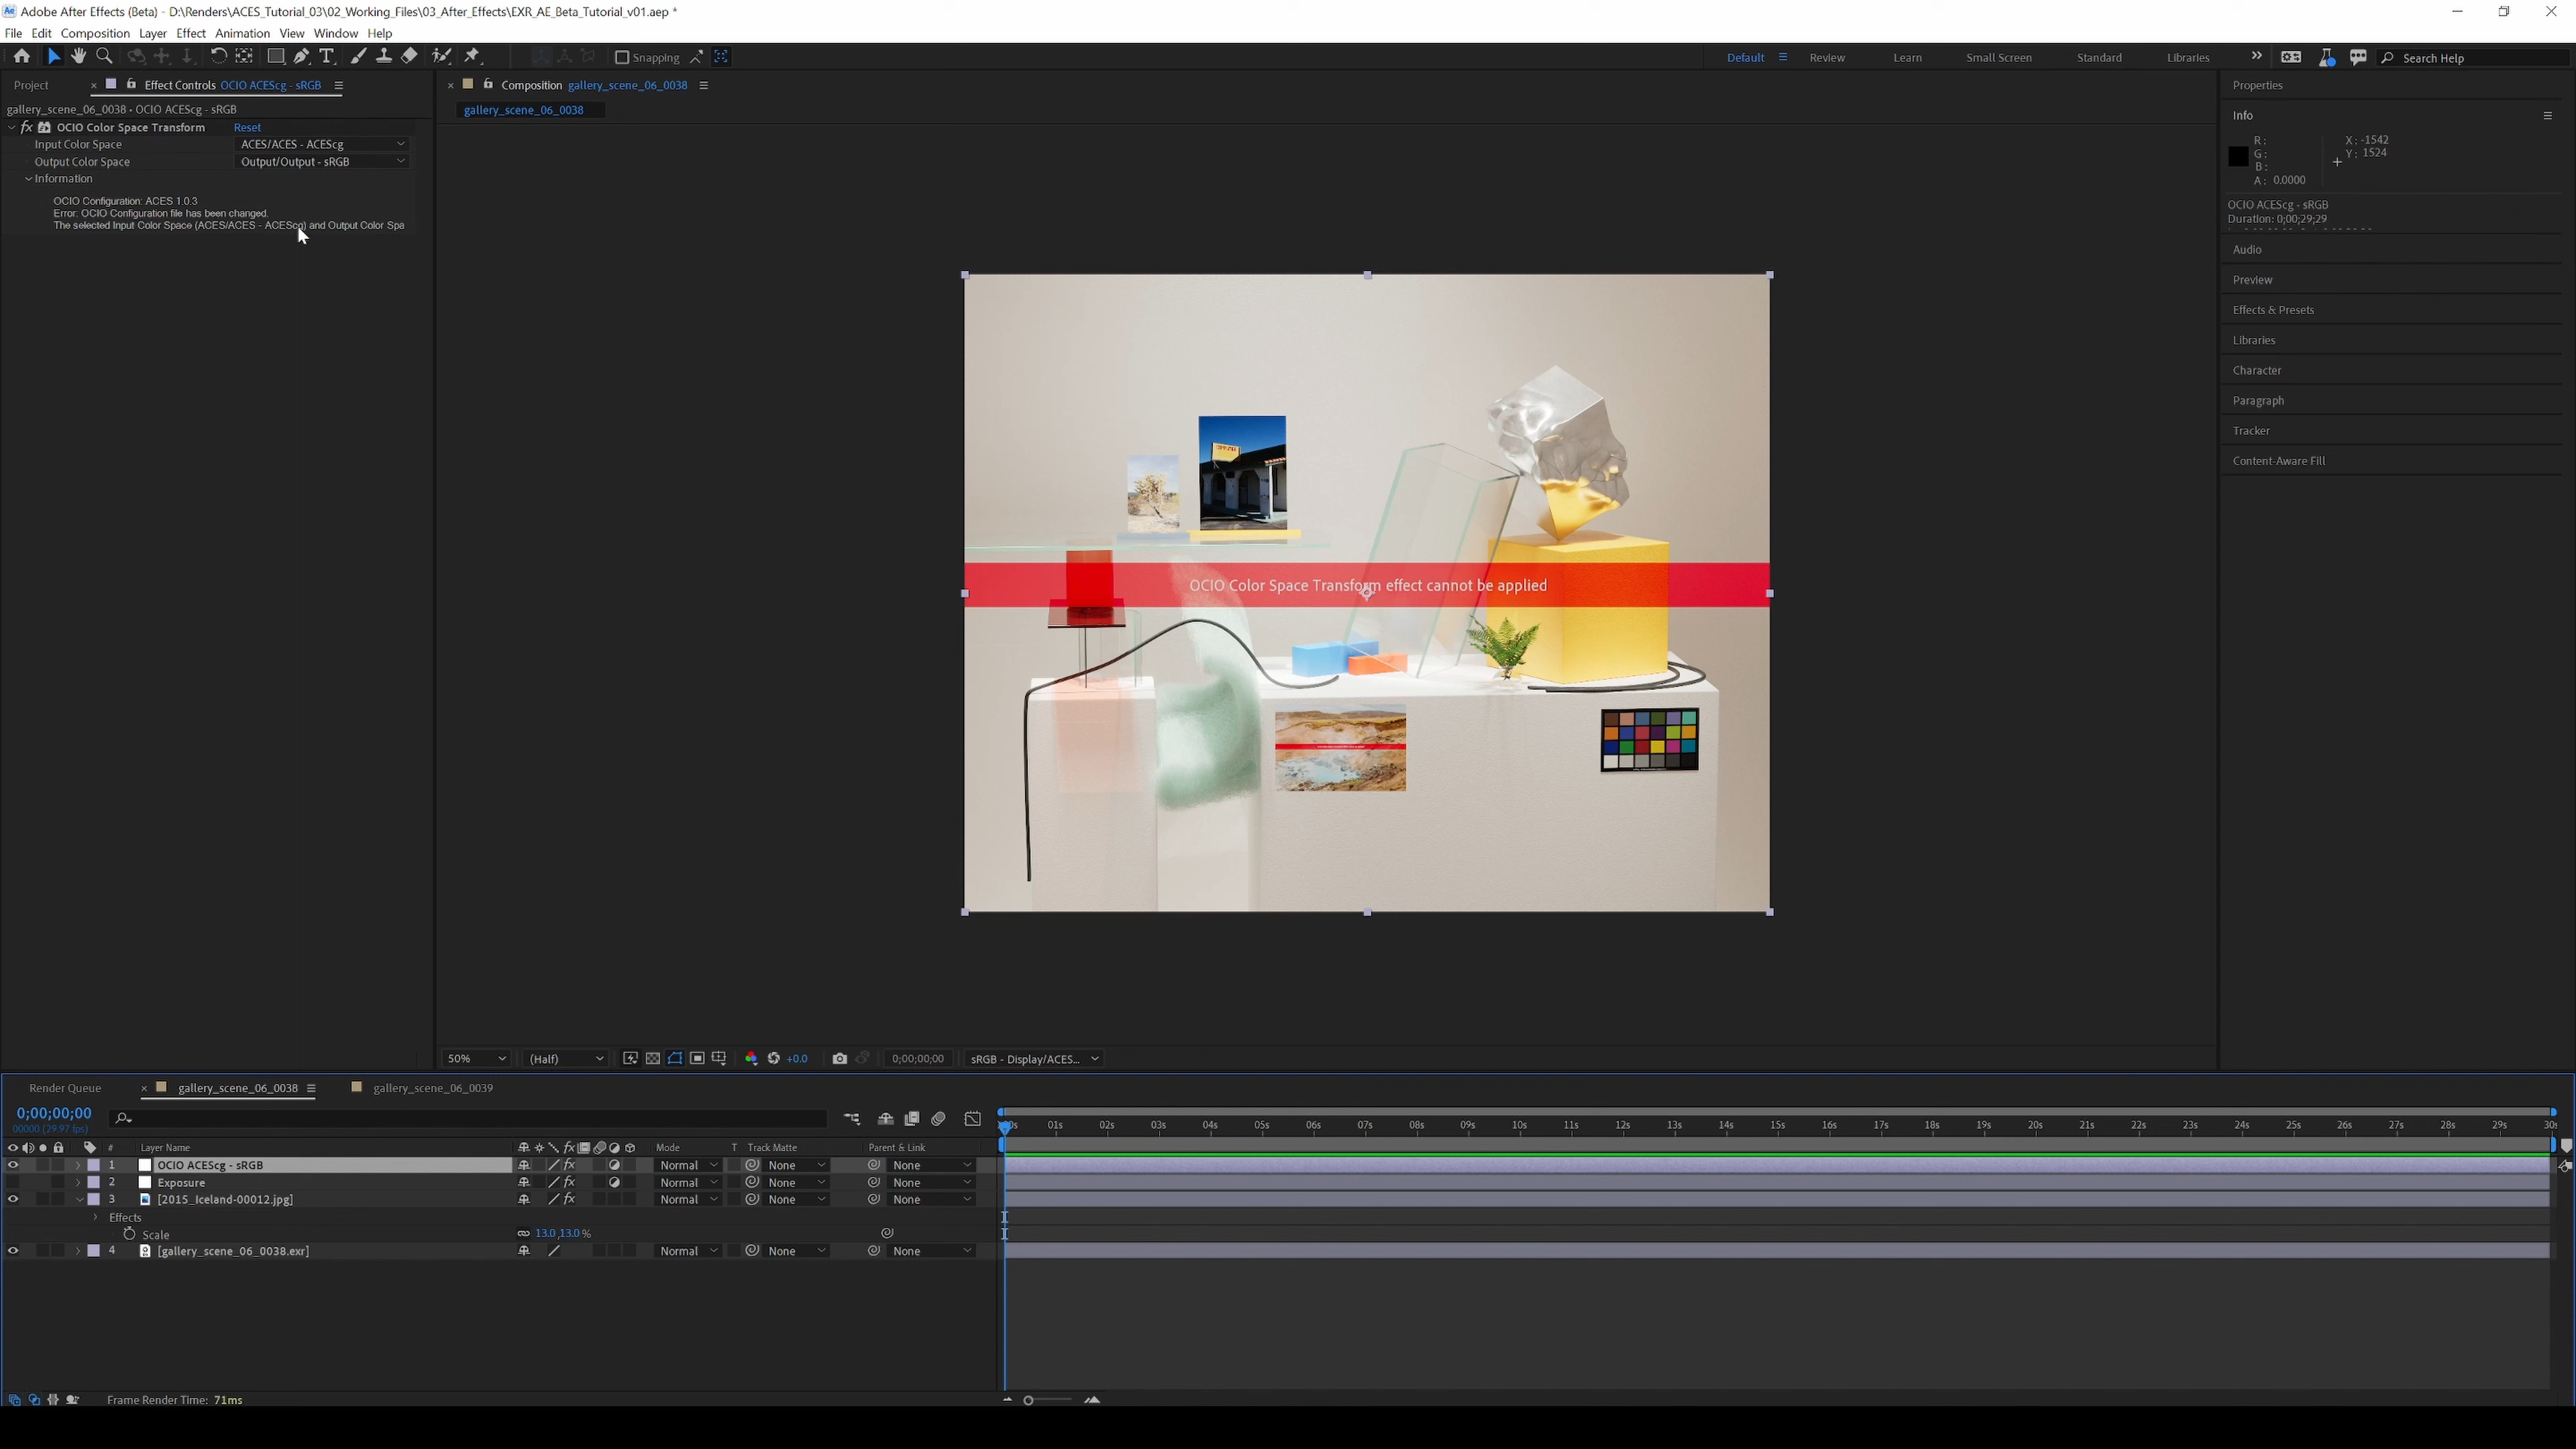 Ae Adobe After Effects (Beta) - D:\Renders\ACES_Tutorial_03\02_Working_Files\03_After_Effects\EXR_AE_Beta_Tutorial_v01.aep *
File Edit Composition Layer Effect Animation View Window Help
Snapping Default Review Learn Small Screen Standard Libraries Search Help
Project Effect Controls OCIO ACEScg - sRGB
gallery_scene_06_0038 • OCIO ACEScg - sRGB
fx OCIO Color Space Transform Reset
Input Color Space ACES/ACES - ACEScg
Output Color Space Output/Output - sRGB
Information
OCIO Configuration: ACES 1.0.3
Error: OCIO Configuration file has been changed.
The selected Input Color Space (ACES/ACES - ACEScg) and Output Color Spa
Composition gallery_scene_06_0038
gallery_scene_06_0038
OCIO Color Space Transform effect cannot be applied
50% (Half) +0.0 0;00;00;00 sRGB - Display/ACES...
Properties
Info
R: X: -1542
G: Y: 1524
B:
A: 0.0000
OCIO ACEScg - sRGB
Duration: 0;00;29;29
Audio
Preview
Effects & Presets
Libraries
Character
Paragraph
Tracker
Content-Aware Fill
Render Queue gallery_scene_06_0038 gallery_scene_06_0039
0;00;00;00
00000 (29.97 fps)
01s 02s 03s 04s 05s 06s 07s 08s 09s 10s 11s 12s 13s 14s 15s 16s 17s 18s 19s 20s 21s 22s 23s 24s 25s 26s 27s 28s 29s 30s
# Layer Name fx Mode T Track Matte Parent & Link
1 OCIO ACEScg - sRGB fx Normal None None
2 Exposure fx Normal None None
3 [2015_Iceland-00012.jpg] fx Normal None None
Effects
Scale 13.0,13.0%
4 [gallery_scene_06_0038.exr] Normal None None
Frame Render Time: 71ms